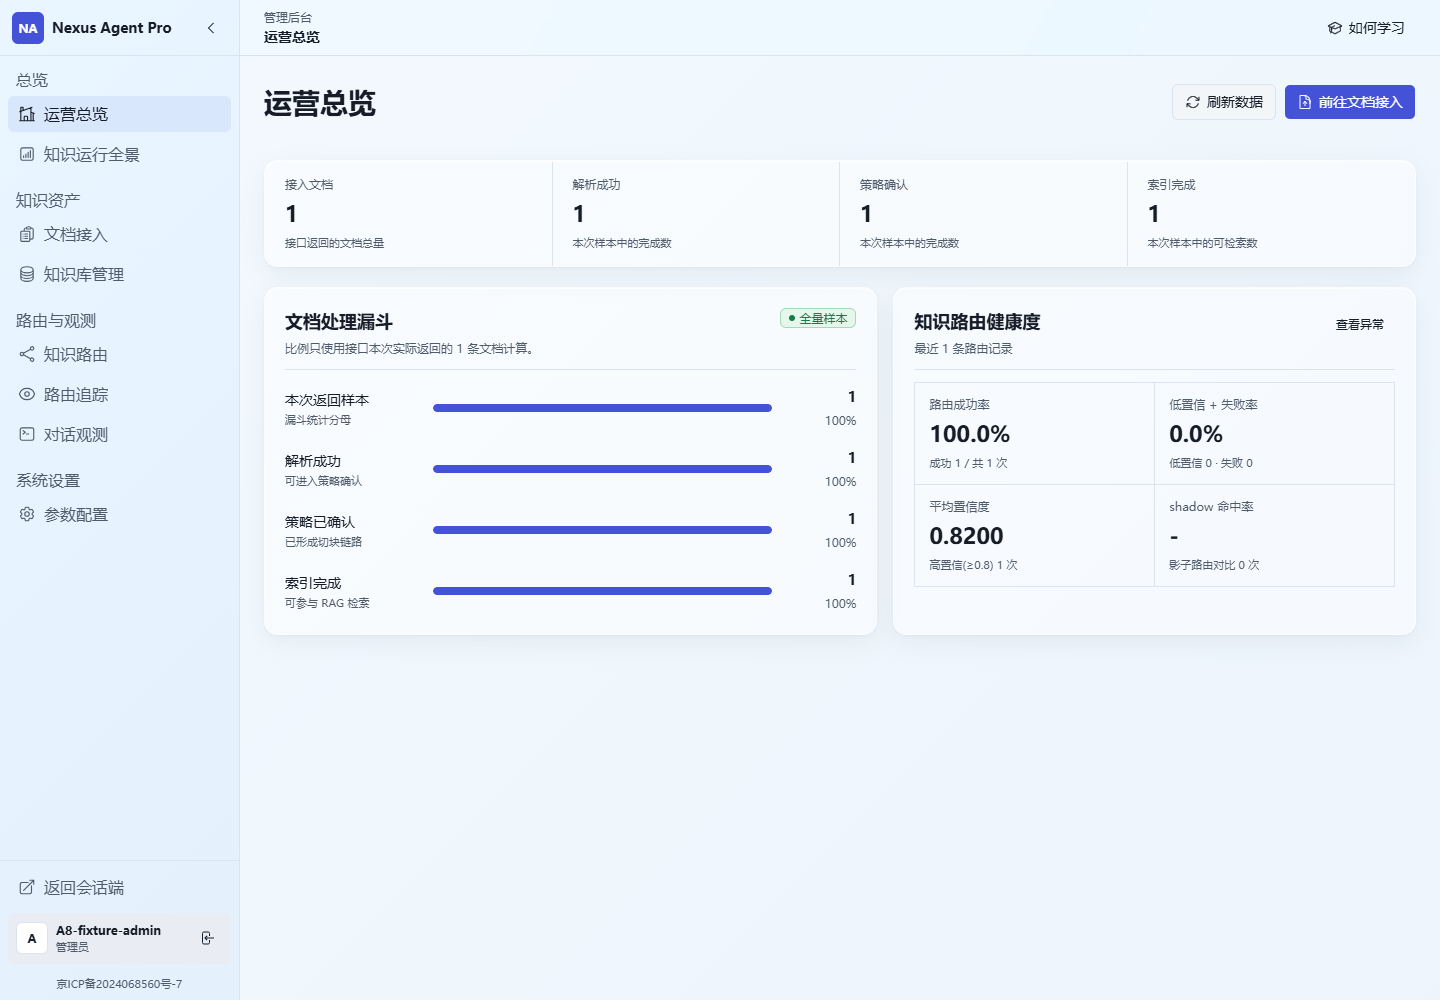 NA
Nexus Agent Pro
总览
运营总览
知识运行全景
知识资产
文档接入
知识库管理
路由与观测
知识路由
路由追踪
对话观测
系统设置
参数配置
返回会话端
A
A8-fixture-admin
管理员
京ICP备2024068560号-7
管理后台
运营总览
如何学习
运营总览
刷新数据
前往文档接入
接入文档
1
接口返回的文档总量
解析成功
1
本次样本中的完成数
策略确认
1
本次样本中的完成数
索引完成
1
本次样本中的可检索数
文档处理漏斗
全量样本
比例只使用接口本次实际返回的 1 条文档计算。
本次返回样本
漏斗统计分母
1
100%
解析成功
可进入策略确认
1
100%
策略已确认
已形成切块链路
1
100%
索引完成
可参与 RAG 检索
1
100%
知识路由健康度
查看异常
最近 1 条路由记录
路由成功率
100.0%
成功 1 / 共 1 次
低置信 + 失败率
0.0%
低置信 0 · 失败 0
平均置信度
0.8200
高置信(≥0.8) 1 次
shadow 命中率
-
影子路由对比 0 次